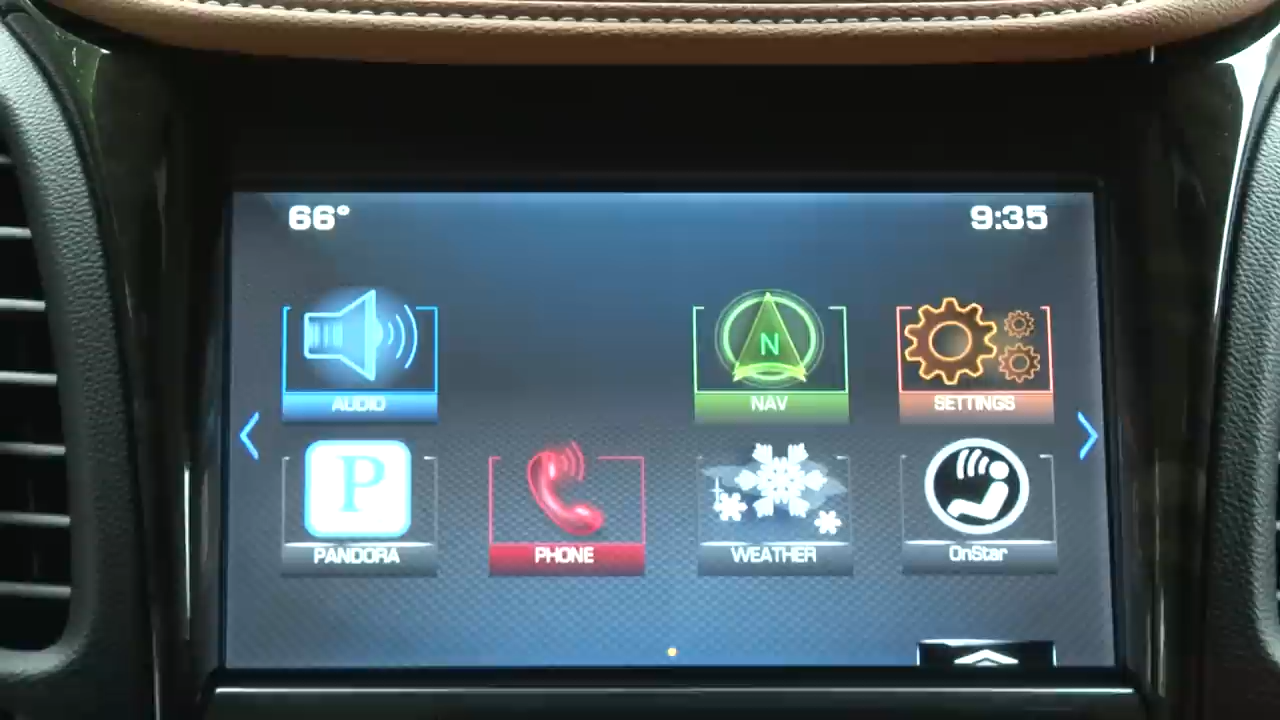 66° 9:35
AUDIO NAV SETTINGS
N
P
PANDORA PHONE WEATHER OnStar